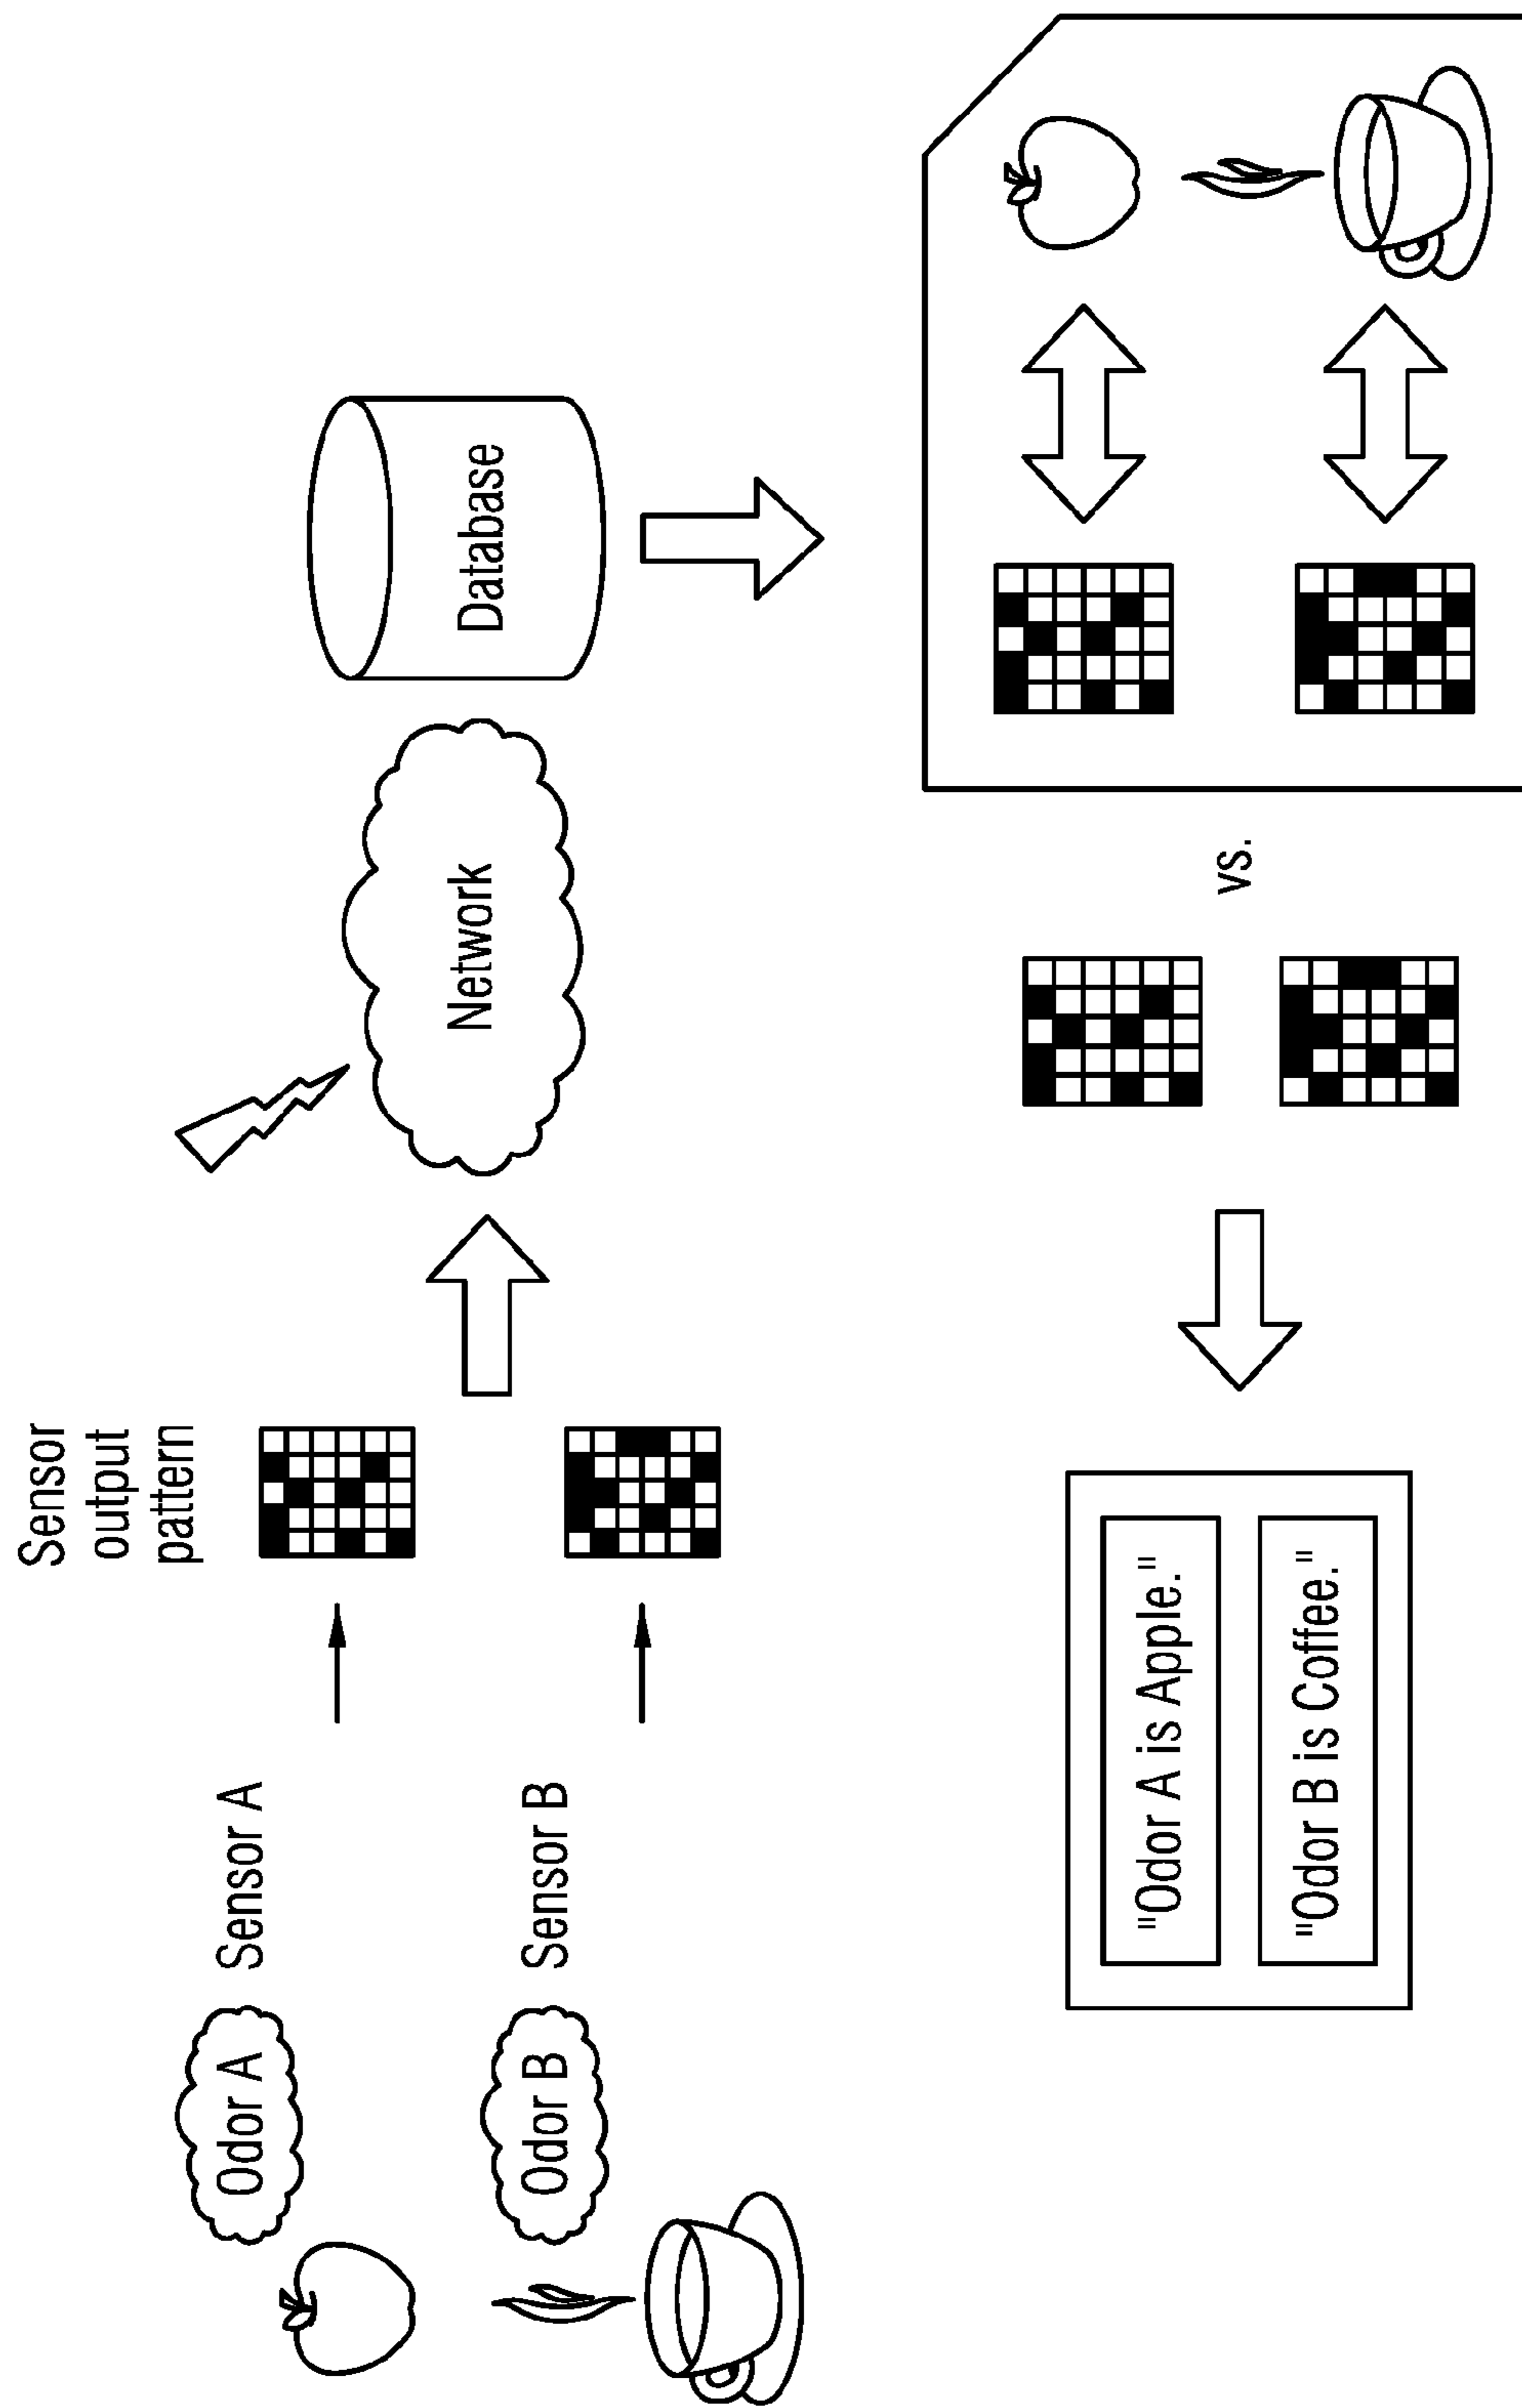 Sensor
output
pattern
Odor A
Sensor A
Odor B
Sensor B
Network
Database
vs.
"Odor A is Apple."
"Odor B is Coffee."